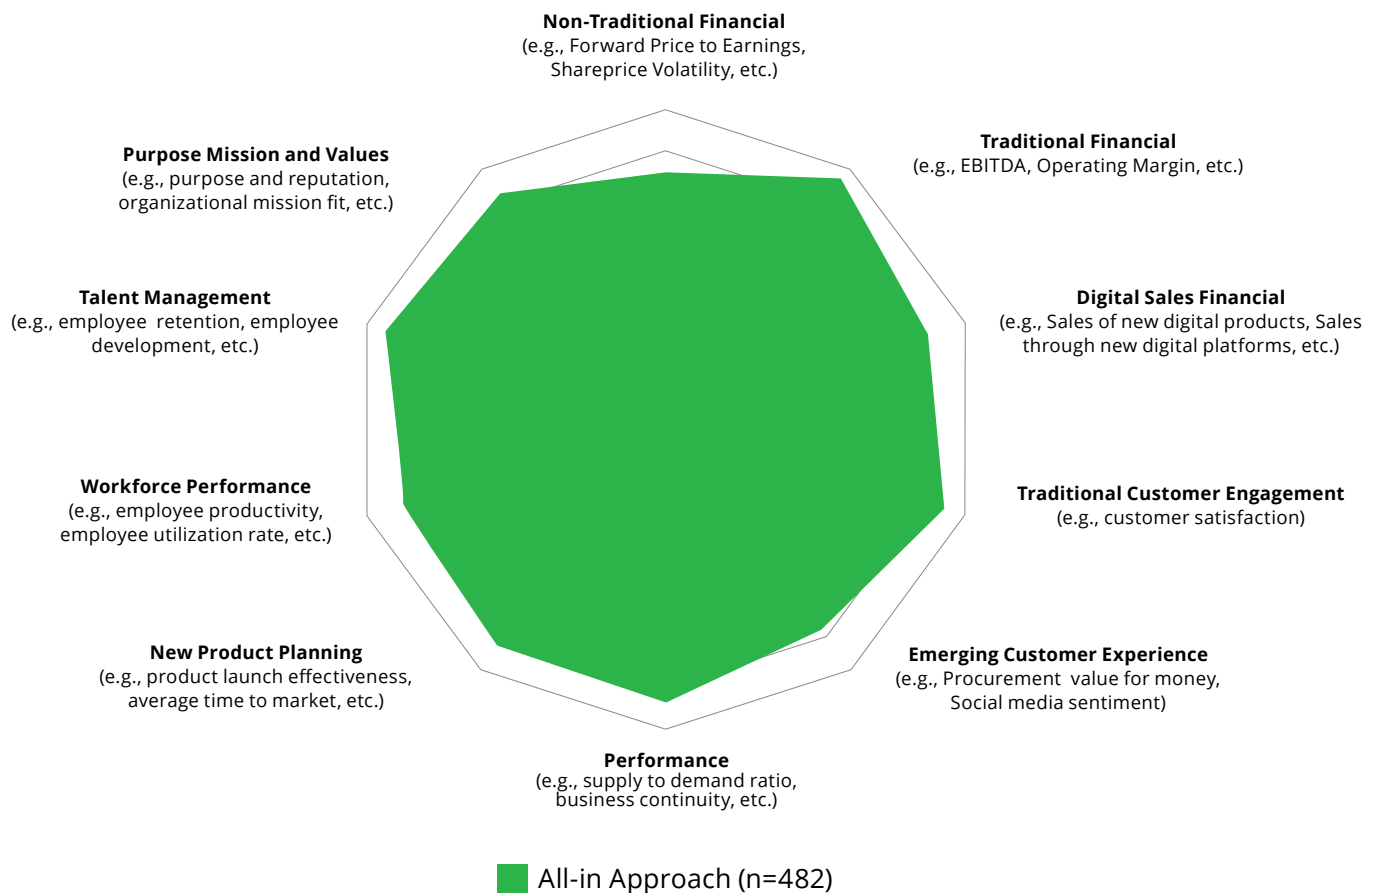 Non-Traditional Financial
(e.g., Forward Price to Earnings,
Shareprice Volatility, etc.)
Traditional Financial
(e.g., EBITDA, Operating Margin, etc.)
Digital Sales Financial
(e.g., Sales of new digital products, Sales
through new digital platforms, etc.)
Traditional Customer Engagement
(e.g., customer satisfaction)
Emerging Customer Experience
(e.g., Procurement value for money,
Social media sentiment)
Performance
(e.g., supply to demand ratio,
business continuity, etc.)
New Product Planning
(e.g., product launch effectiveness,
average time to market, etc.)
Workforce Performance
(e.g., employee productivity,
employee utilization rate, etc.)
Talent Management
(e.g., employee retention, employee
development, etc.)
Purpose Mission and Values
(e.g., purpose and reputation,
organizational mission fit, etc.)
All-in Approach (n=482)